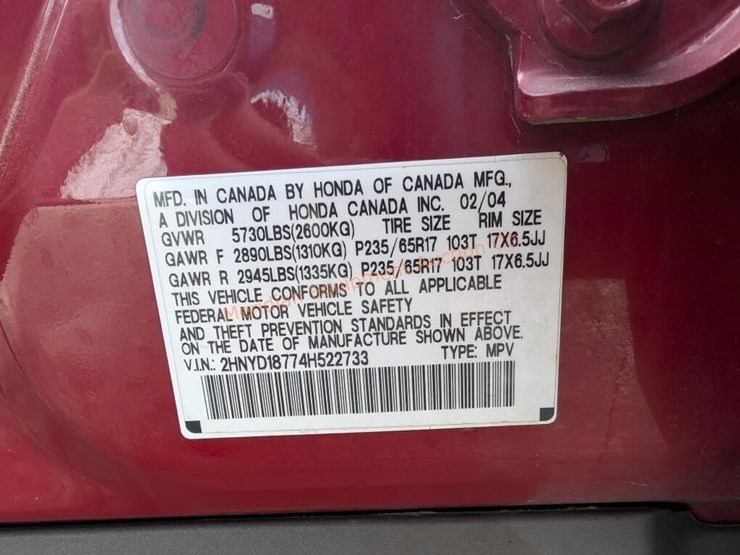 MFD. IN CANADA BY HONDA OF CANADA MFG.,
A DIVISION OF HONDA CANADA INC. 02/04
GVWR 5730LBS(2600KG) TIRE SIZE RIM SIZE
GAWR F 2890LBS(1310KG) P235/65R17 103T 17X6.5JJ
GAWR R 2945LBS(1335KG) P235/65R17 103T 17X6.5JJ
THIS VEHICLE CONFORMS TO ALL APPLICABLE
FEDERAL MOTOR VEHICLE SAFETY
AND THEFT PREVENTION STANDARDS IN EFFECT
ON THE DATE OF MANUFACTURE SHOWN ABOVE.
V.I.N.: 2HNYD18774H522733 TYPE: MPV